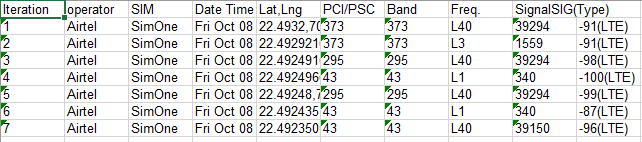 Iteration operator SIM Date Time Lat,Lng PCI/PSC Band Freq. SignalSIG(Type)
1 Airtel SimOne Fri Oct 08 22.4932,70 373 373 L40 39294 -91(LTE)
2 Airtel SimOne Fri Oct 08 22.492921 373 373 L3 1559 -91(LTE)
3 Airtel SimOne Fri Oct 08 22.492491 295 295 L40 39294 -98(LTE)
4 Airtel SimOne Fri Oct 08 22.492496 43 43 L1 340 -100(LTE)
5 Airtel SimOne Fri Oct 08 22.49248,7 295 295 L40 39294 -99(LTE)
6 Airtel SimOne Fri Oct 08 22.492435 43 43 L1 340 -87(LTE)
7 Airtel SimOne Fri Oct 08 22.492350 43 43 L40 39150 -96(LTE)